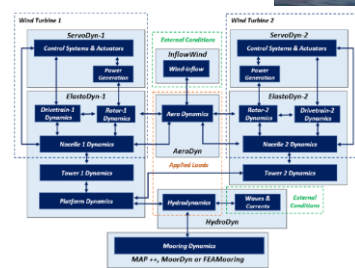 Wind Turbine 1
Wind Turbine 2
ServoDyn-1
External Conditions
ServoDyn-2
Control Systems & Actuators
InflowWind
Control Systems & Actuators
Power Generation
Wind-Inflow
Power Generation
ElastoDyn-1
ElastoDyn-2
Drivetrain-1 Dynamics
Rotor-1 Dynamics
Aero Dynamics
Rotor-2 Dynamics
Drivetrain-2 Dynamics
Nacelle 1 Dynamics
AeroDyn
Nacelle 2 Dynamics
Applied Loads
Tower 1 Dynamics
Tower 2 Dynamics
Platform Dynamics
Hydrodynamics
Waves & Currents
External Conditions
HydroDyn
Mooring Dynamics
MAP ++, MoorDyn or FEAMooring